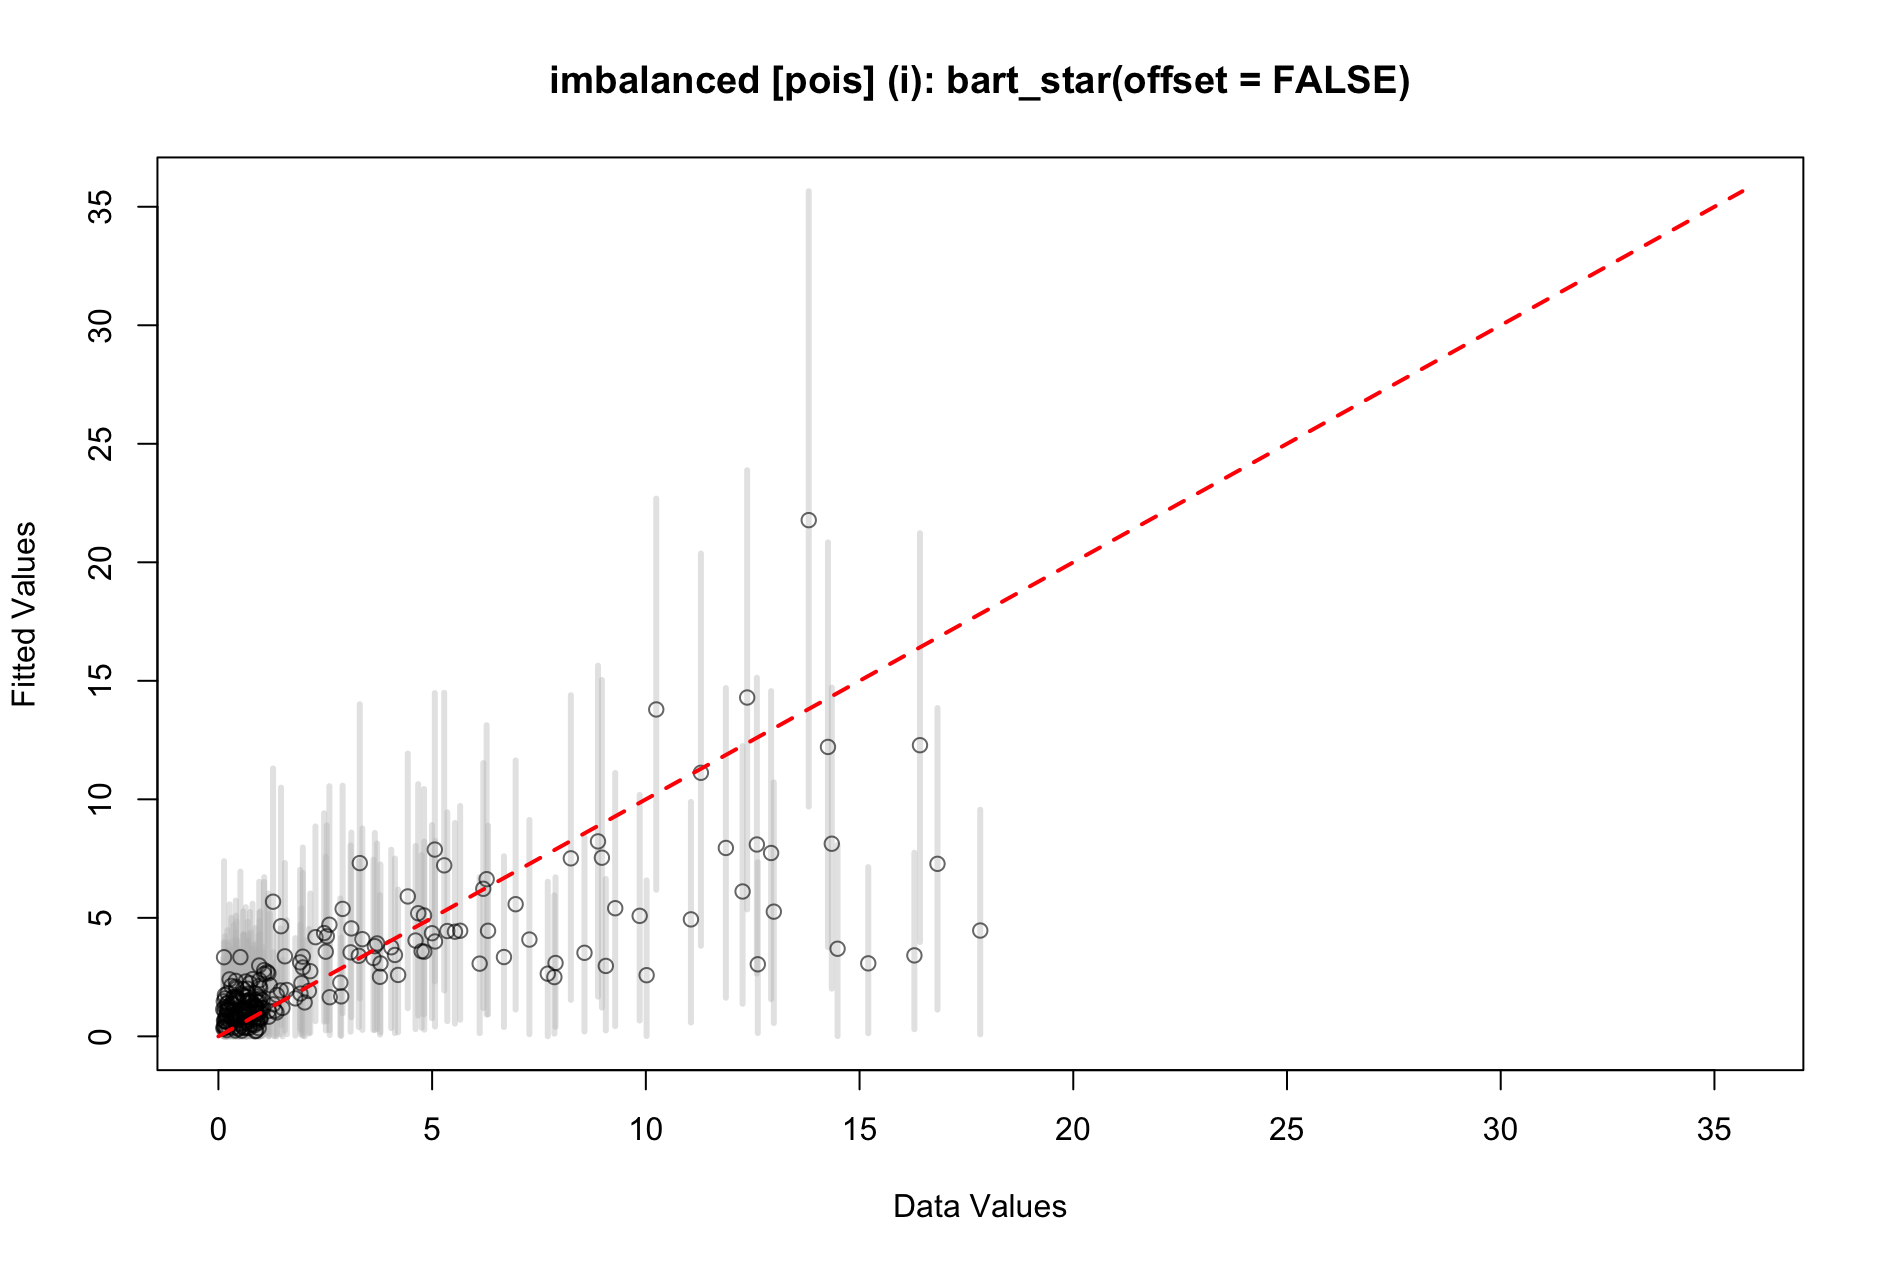 imbalanced [pois] (i): bart_star(offset = FALSE)
Fitted Values
35
30
25
20
15
10
5
0
0 5 10 15 20 25 30 35
Data Values